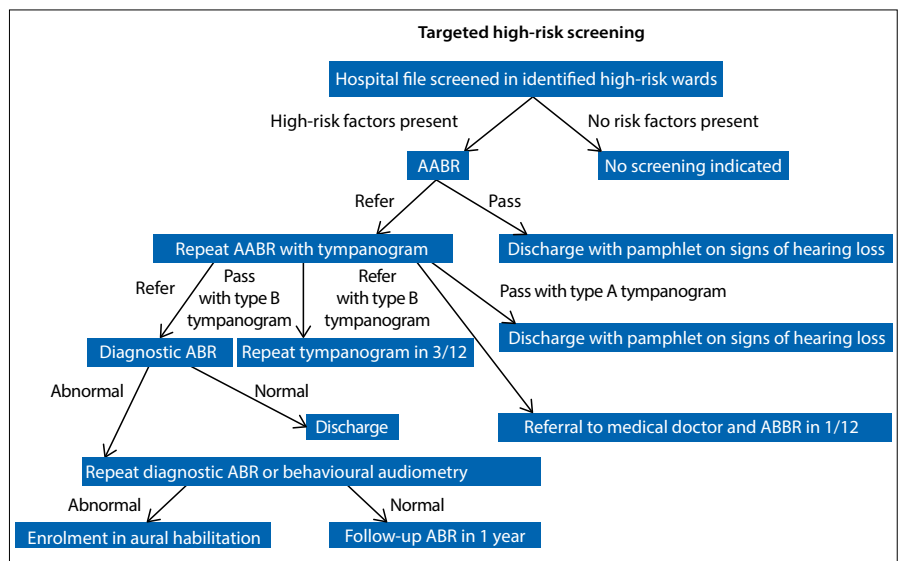 Targeted high-risk screening
Hospital file screened in identified high-risk wards
High-risk factors present
No risk factors present
AABR
No screening indicated
Refer
Pass
Repeat AABR with tympanogram
Discharge with pamphlet on signs of hearing loss
Refer
Pass
with type B
tympanogram
Refer
with type B
tympanogram
Pass with type A tympanogram
Diagnostic ABR
Repeat tympanogram in 3/12
Discharge with pamphlet on signs of hearing loss
Abnormal
Normal
Discharge
Referral to medical doctor and ABBR in 1/12
Repeat diagnostic ABR or behavioural audiometry
Abnormal
Normal
Enrolment in aural habilitation
Follow-up ABR in 1 year